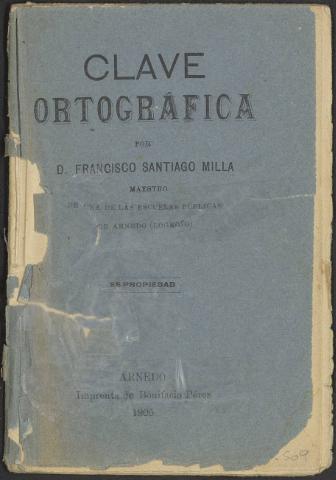 CLAVE
ORTOGRÁFICA
POR
D. FRANCISCO SANTIAGO MILLA
MAESTRO
DE UNA DE LAS ESCUELAS PÚBLICAS
DE ARNEDO (LOGROÑO)
ES PROPIEDAD
ARNEDO
Imprenta de Bonifacio Pérez
1905
S09